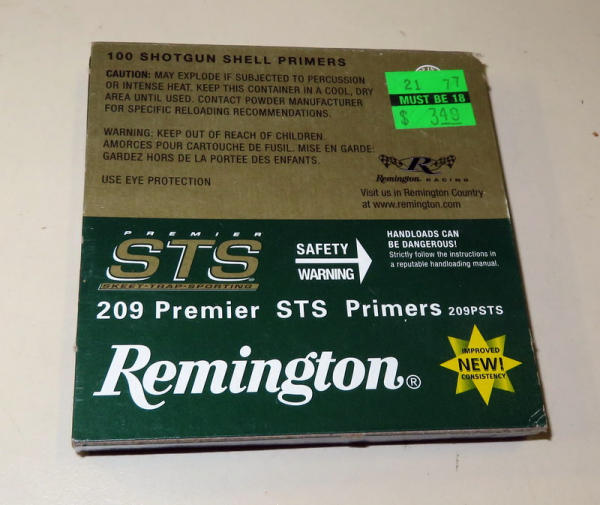 100 SHOTGUN SHELL PRIMERS
CAUTION: MAY EXPLODE IF SUBJECTED TO PERCUSSION
OR INTENSE HEAT. KEEP THIS CONTAINER IN A COOL, DRY
AREA UNTIL USED. CONTACT POWDER MANUFACTURER
FOR SPECIFIC RELOADING RECOMMENDATIONS.
WARNING: KEEP OUT OF REACH OF CHILDREN.
AMORCES POUR CARTOUCHE DE FUSIL. MISE EN GARDE:
GARDEZ HORS DE LA PORTEE DES ENFANTS.
USE EYE PROTECTION
21 77
MUST BE 18
$ 349
R
Remington RACING
Visit us in Remington Country
at www.remington.com
PREMIER
STS
SKEET-TRAP-SPORTING
SAFETY
WARNING
HANDLOADS CAN
BE DANGEROUS!
Strictly follow the instructions in
a reputable handloading manual.
209 Premier STS Primers 209PSTS
Remington®
IMPROVED
NEW!
CONSISTENCY